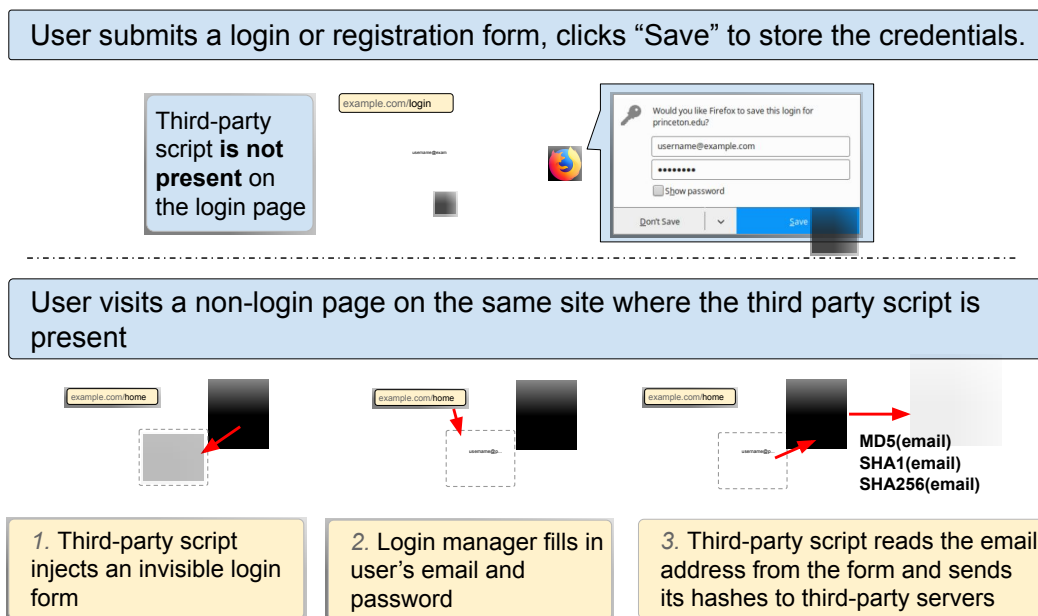 User submits a login or registration form, clicks “Save” to store the credentials.
Third-party
script is not
present on
the login page
example.com/login
username@exam
Would you like Firefox to save this login for
princeton.edu?
username@example.com
••••••••
Show password
Don't Save
Save
User visits a non-login page on the same site where the third party script is
present
example.com/home
example.com/home
username@p...
example.com/home
username@p...
MD5(email)
SHA1(email)
SHA256(email)
1. Third-party script
injects an invisible login
form
2. Login manager fills in
user’s email and
password
3. Third-party script reads the email
address from the form and sends
its hashes to third-party servers